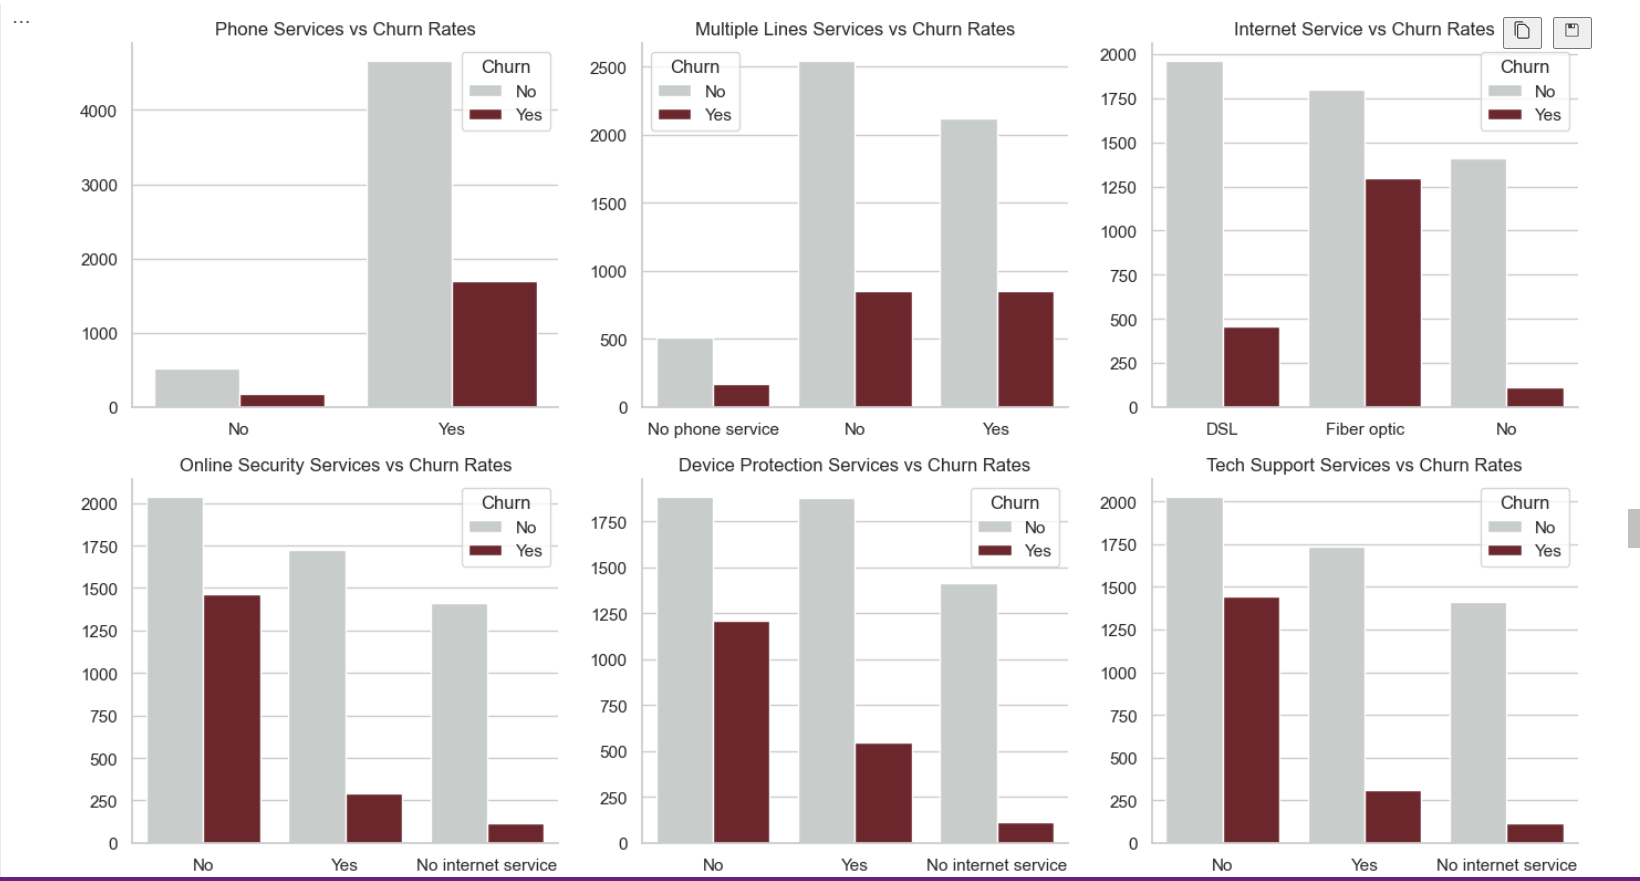 ...
Phone Services vs Churn Rates
Churn
No
Yes
4000
3000
2000
1000
0
No Yes
Multiple Lines Services vs Churn Rates
Churn
No
Yes
2500
2000
1500
1000
500
0
No phone service No Yes
Internet Service vs Churn Rates
Churn
No
Yes
2000
1750
1500
1250
1000
750
500
250
0
DSL Fiber optic No
Online Security Services vs Churn Rates
Churn
No
Yes
2000
1750
1500
1250
1000
750
500
250
0
No Yes No internet service
Device Protection Services vs Churn Rates
Churn
No
Yes
1750
1500
1250
1000
750
500
250
0
No Yes No internet service
Tech Support Services vs Churn Rates
Churn
No
Yes
2000
1750
1500
1250
1000
750
500
250
0
No Yes No internet service